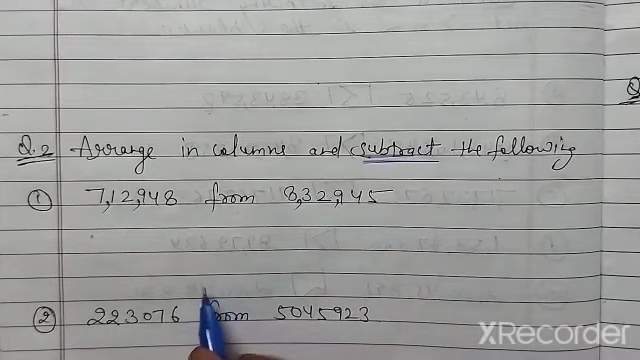 Q.2 Arrange in columns and subtract the following
① 7,12,948 from 8,32,945
② 223076 from 5045923
Q
XRecorder